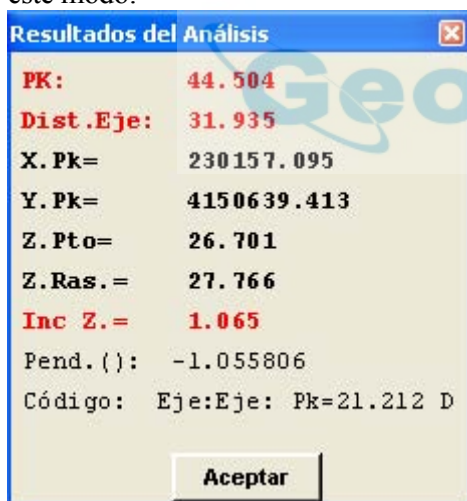 este modo:
Resultados del Análisis
Geo
PK: 44.504
Dist.Eje: 31.935
X.Pk= 230157.095
Y.Pk= 4150639.413
Z.Pto= 26.701
Z.Ras.= 27.766
Inc Z.= 1.065
Pend.(): -1.055806
Código: Eje:Eje: Pk=21.212 D
Aceptar